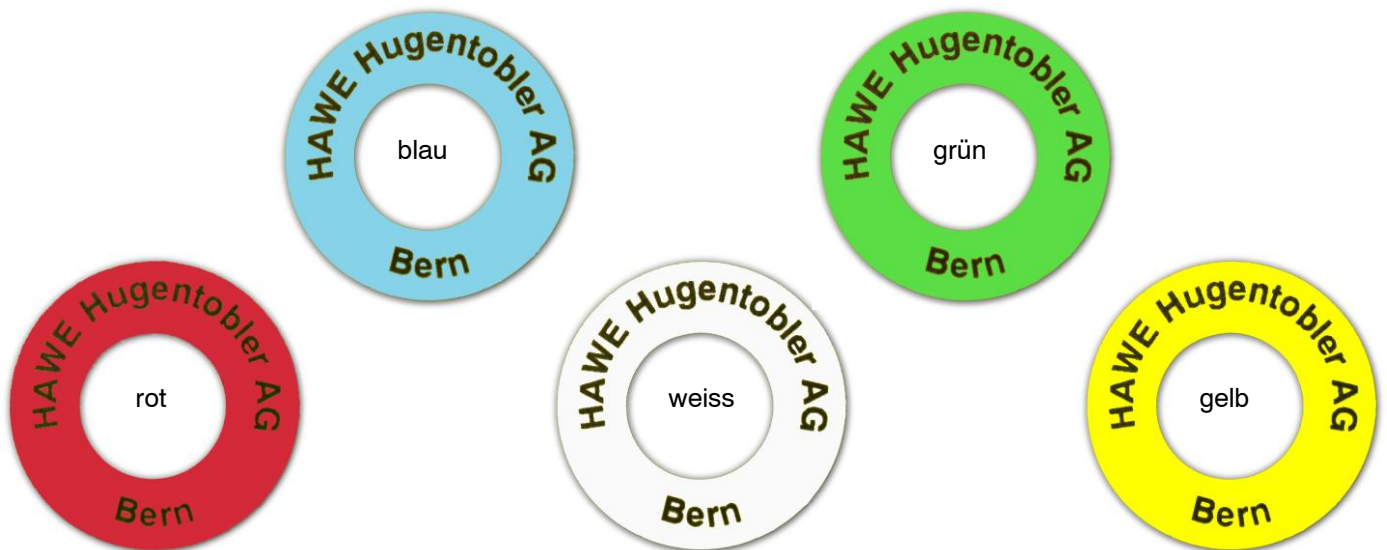 HAWE Hugentobler AG
blau
Bern
HAWE Hugentobler AG
grün
Bern
HAWE Hugentobler AG
rot
Bern
HAWE Hugentobler AG
weiss
Bern
HAWE Hugentobler AG
gelb
Bern